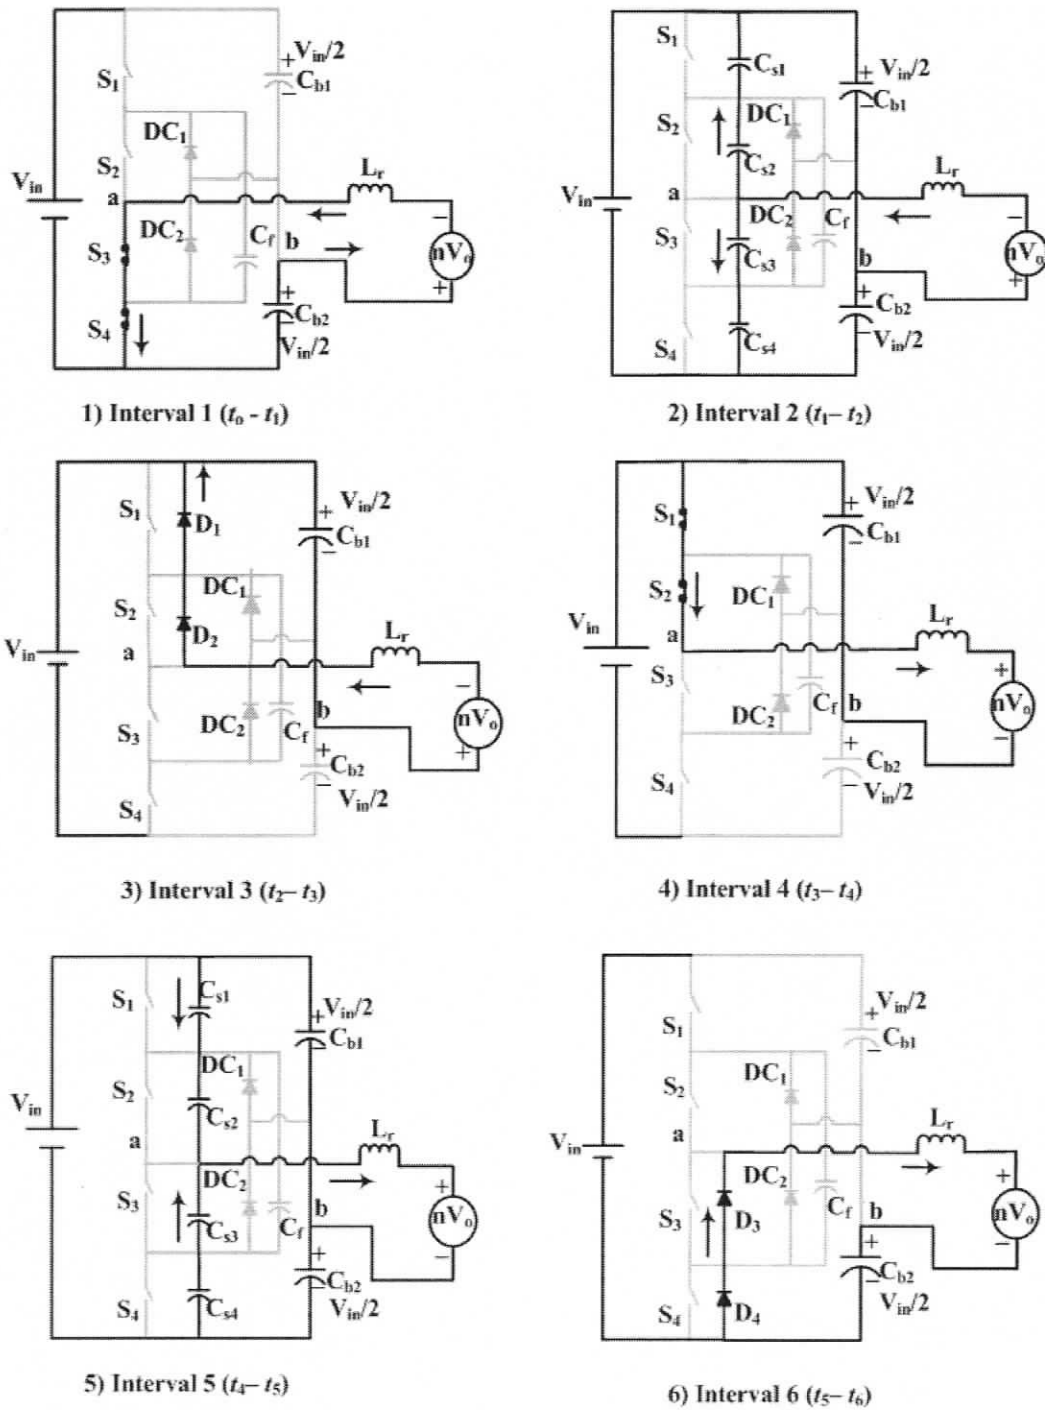 S1
Vin/2
+
Cb1
–
DC1
S2
Lr
Vin
a
–
DC2
Cf
b
nVo
S3
+
+
Cb2
–
S4
Vin/2
1) Interval 1 (to - t1)
S1
Cs1
+
Vin/2
Cb1
–
DC1
S2
Cs2
Lr
Vin
a
–
DC2
Cf
S3
Cs3
b
nVo
+
+
Cb2
–
S4
Cs4
Vin/2
2) Interval 2 (t1– t2)
S1
D1
+
Vin/2
Cb1
–
DC1
S2
D2
Lr
Vin
a
–
DC2
Cf
b
nVo
S3
+
+
Cb2
–
Vin/2
S4
3) Interval 3 (t2– t3)
S1
+
Vin/2
Cb1
–
S2
DC1
Lr
Vin
a
+
S3
Cf
DC2
b
nVo
–
+
Cb2
–
Vin/2
S4
4) Interval 4 (t3– t4)
S1
Cs1
+
Vin/2
Cb1
–
DC1
S2
Cs2
Vin
Lr
a
+
DC2
S3
Cs3
Cf
b
nVo
–
+
Cb2
–
Vin/2
S4
Cs4
5) Interval 5 (t4– t5)
S1
+
Vin/2
Cb1
–
DC1
S2
Lr
Vin
a
+
DC2
Cf
S3
D3
b
nVo
–
+
Cb2
–
Vin/2
S4
D4
6) Interval 6 (t5– t6)